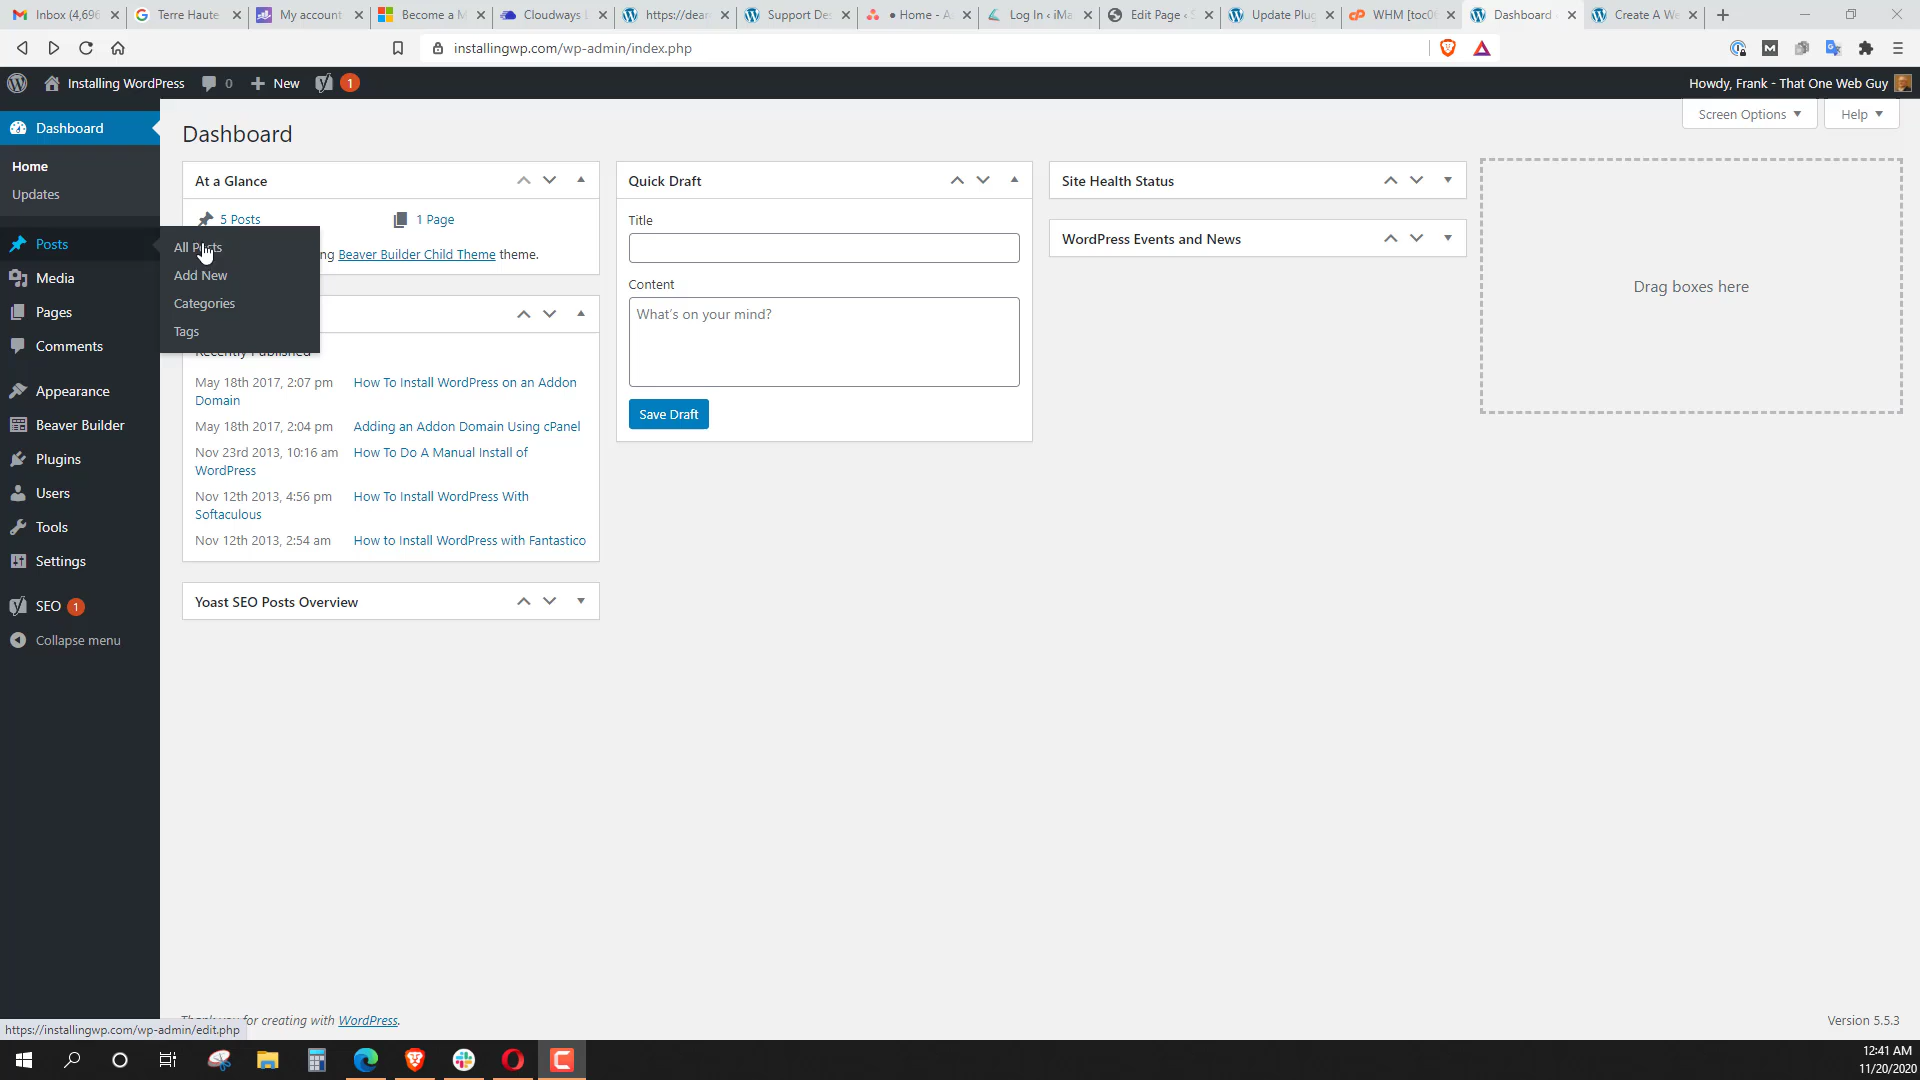 Inbox (4,696
Terre Haute
My account
Become a M
Cloudways
https://dear
Support Des
● Home - A
Log In ‹ iMa
Edit Page ‹ S
Update Plug
WHM [toc0
Dashboard
Create A We
installingwp.com/wp-admin/index.php
Installing WordPress
0
New
1
Howdy, Frank - That One Web Guy
Dashboard
Home
Updates
Posts
Media
Pages
Comments
Appearance
Beaver Builder
Plugins
Users
Tools
Settings
SEO 1
Collapse menu
All Posts
Add New
Categories
Tags
Screen Options
Help
Dashboard
At a Glance
5 Posts
1 Page
ng Beaver Builder Child Theme theme.
Recently Published
May 18th 2017, 2:07 pm How To Install WordPress on an Addon
Domain
May 18th 2017, 2:04 pm Adding an Addon Domain Using cPanel
Nov 23rd 2013, 10:16 am How To Do A Manual Install of
WordPress
Nov 12th 2013, 4:56 pm How To Install WordPress With
Softaculous
Nov 12th 2013, 2:54 am How to Install WordPress with Fantastico
Yoast SEO Posts Overview
Quick Draft
Title
Content
What's on your mind?
Save Draft
Site Health Status
WordPress Events and News
Drag boxes here
Thank you for creating with WordPress.
Version 5.5.3
https://installingwp.com/wp-admin/edit.php
12:41 AM
11/20/2020